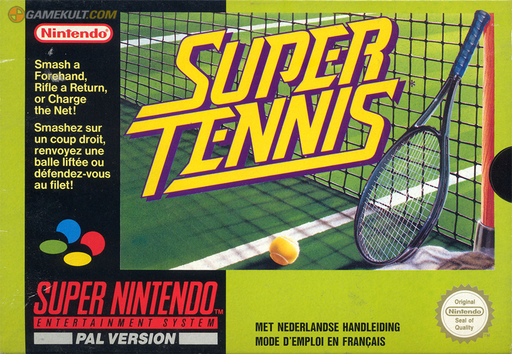 GAMEKULT.COM
Nintendo
Smash a
Forehand,
Rifle a Return,
or Charge
the Net!
Smashez sur
un coup droit,
renvoyez une
balle liftée ou
défendez-vous
au filet!
SUPER
TENNIS
SUPER NINTENDO
TM
ENTERTAINMENT SYSTEM
PAL VERSION
MET NEDERLANDSE HANDLEIDING
MODE D'EMPLOI EN FRANÇAIS
Original
Nintendo
Seal of
Quality